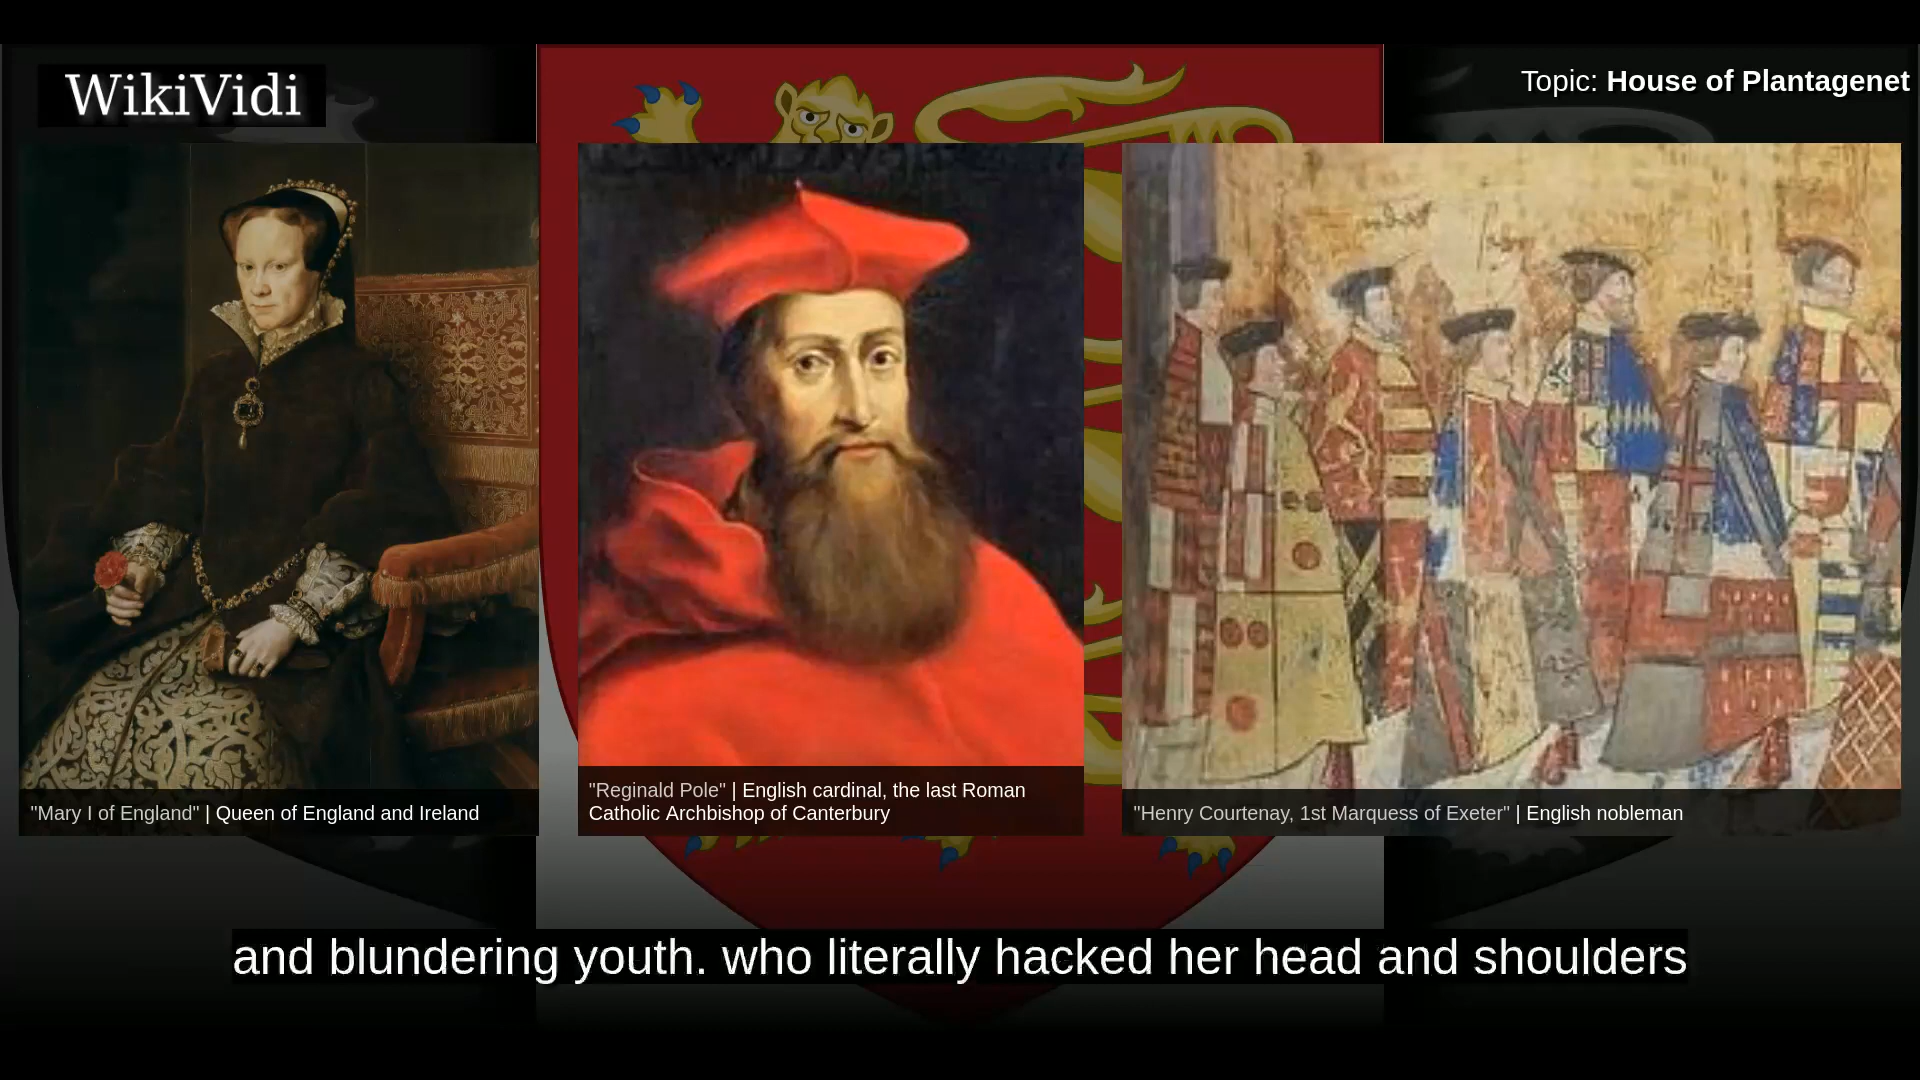 WikiVidi
Topic: House of Plantagenet
"Mary I of England" | Queen of England and Ireland
"Reginald Pole" | English cardinal, the last Roman
Catholic Archbishop of Canterbury
"Henry Courtenay, 1st Marquess of Exeter" | English nobleman
and blundering youth. who literally hacked her head and shoulders